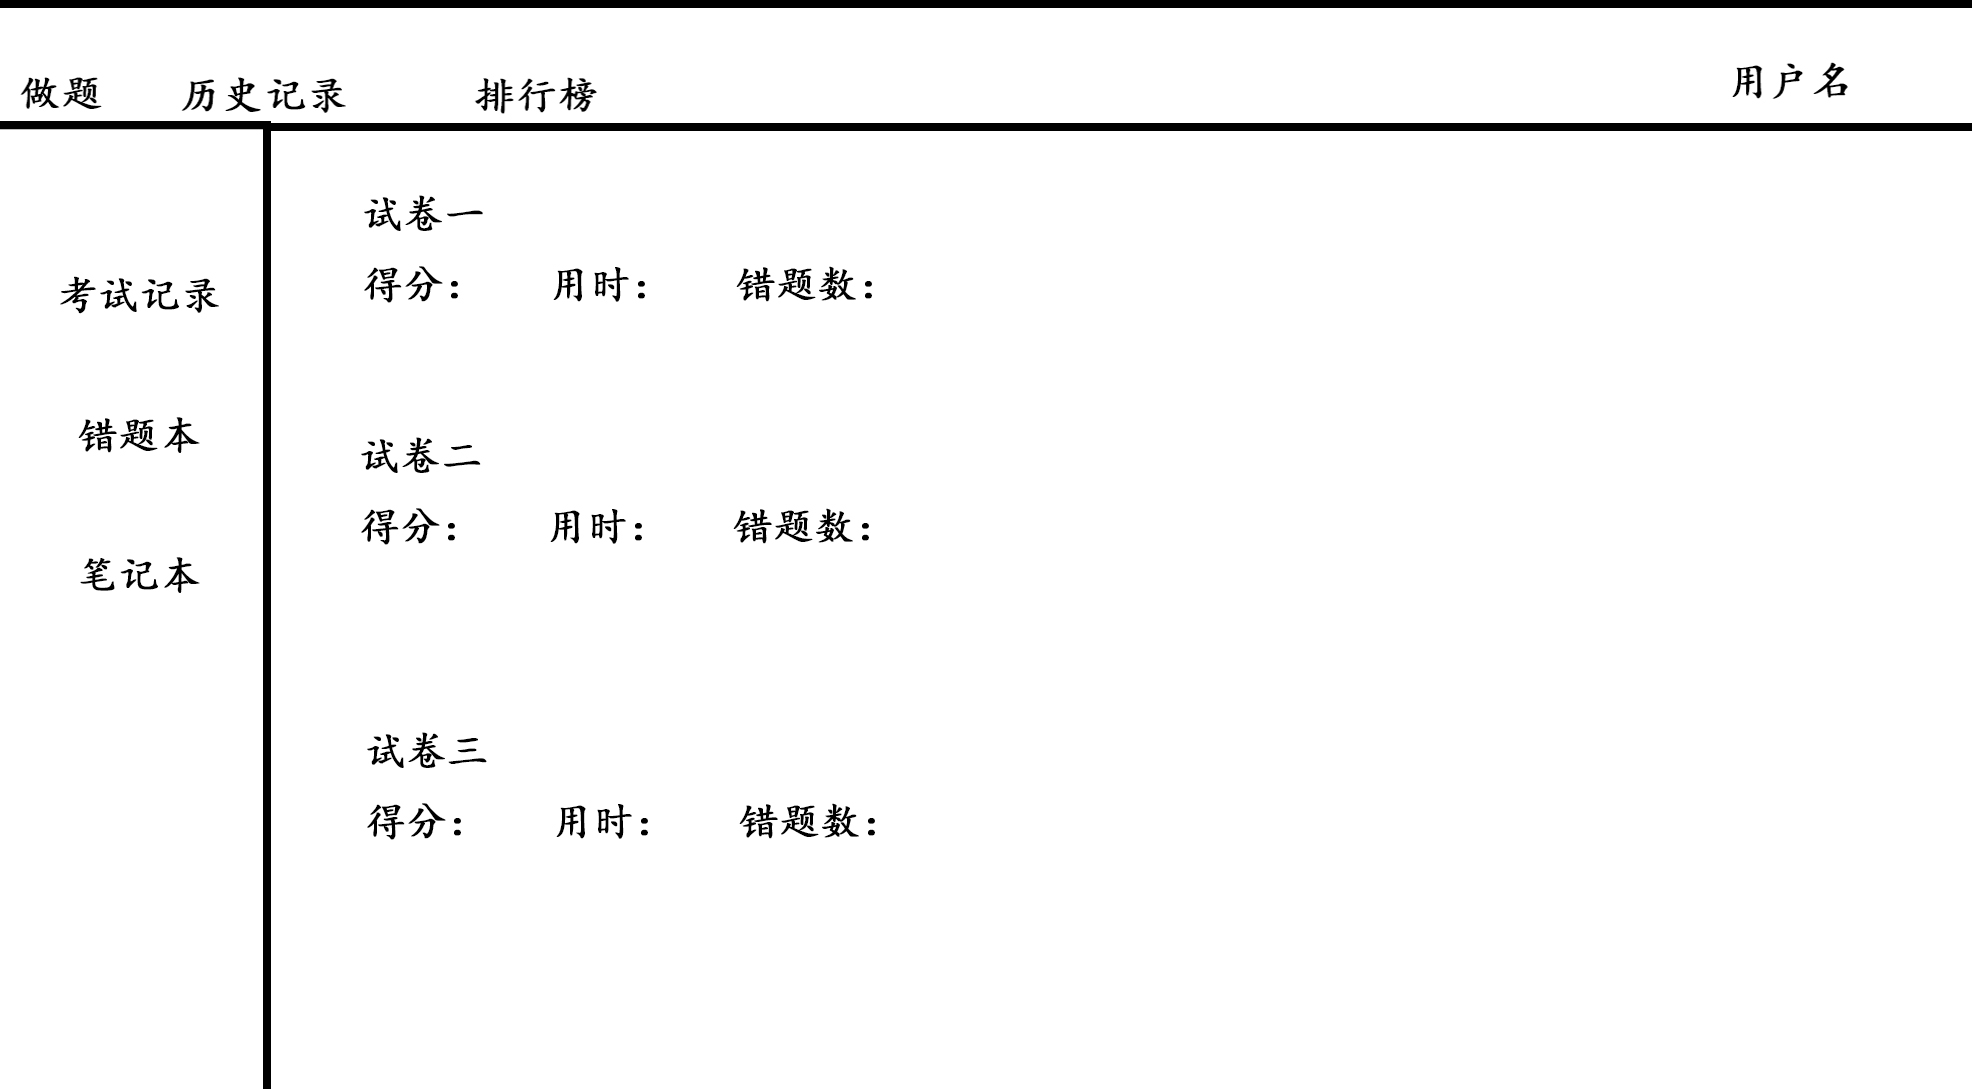 做题 历史记录 排行榜 用户名
考试记录
错题本
笔记本
试卷一
得分： 用时： 错题数：
试卷二
得分： 用时： 错题数：
试卷三
得分： 用时： 错题数：